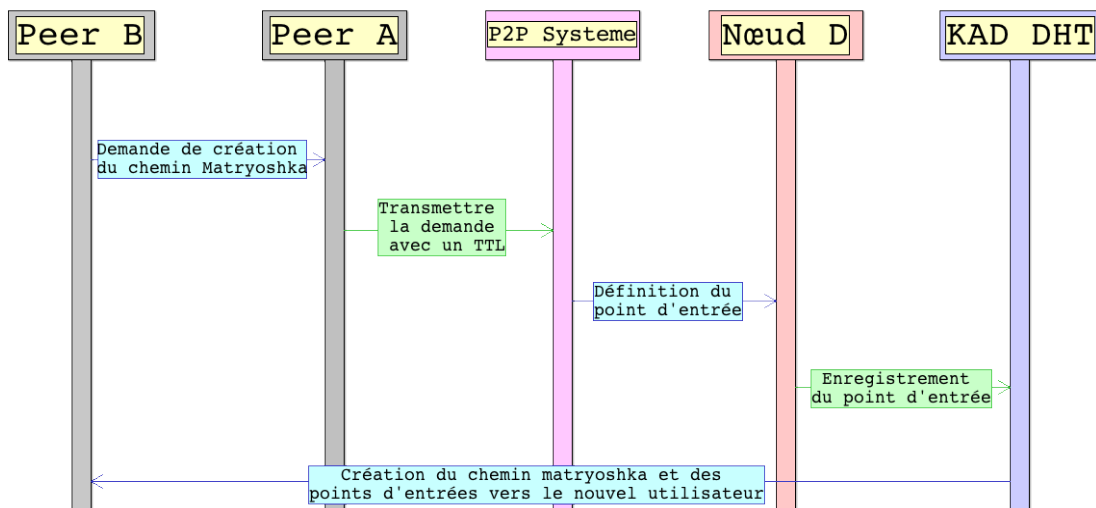 Peer B
Peer A
P2P Systeme
Nœud D
KAD DHT
Demande de création
du chemin Matryoshka
Transmettre
la demande
avec un TTL
Définition du
point d'entrée
Enregistrement
du point d'entrée
Création du chemin matryoshka et des
points d'entrées vers le nouvel utilisateur